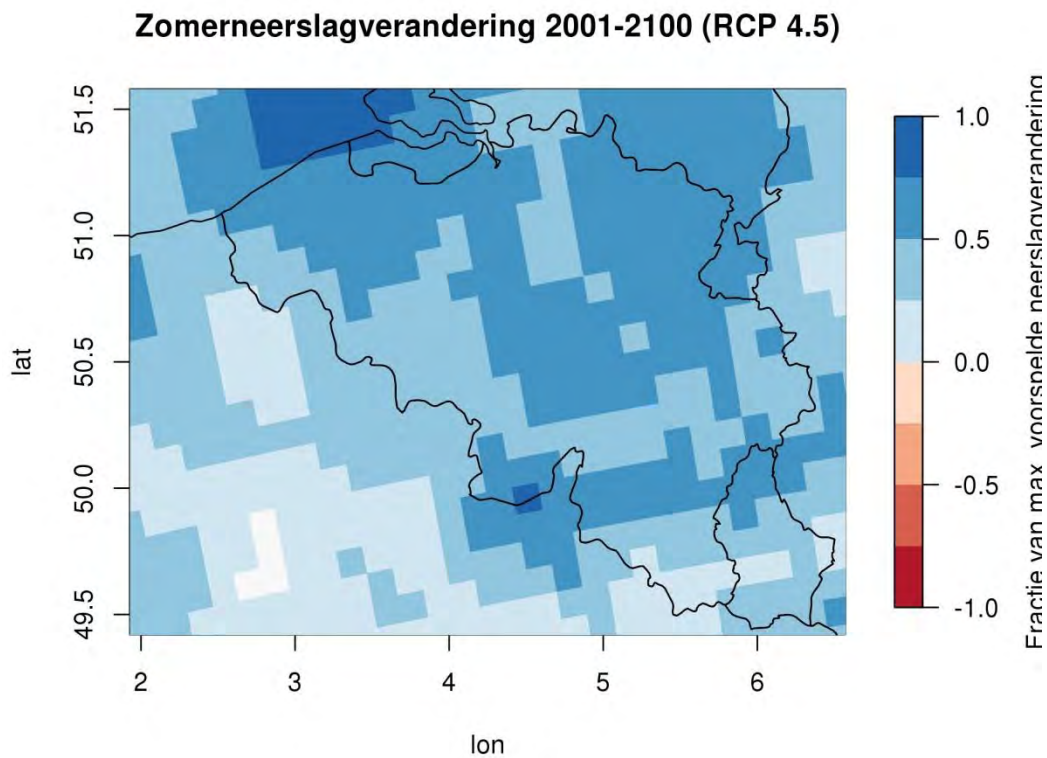 Zomerneerslagverandering 2001-2100 (RCP 4.5)
lat
51.5
51.0
50.5
50.0
49.5
2 3 4 5 6
lon
1.0
0.5
0.0
-0.5
-1.0
Fractie van max. voorspelde neerslagverandering